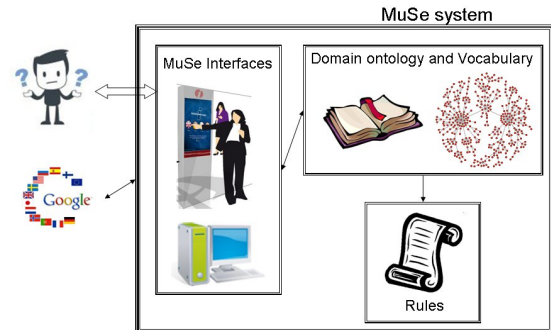 MuSe system
MuSe Interfaces
Domain ontology and Vocabulary
? ?
Google
Rules